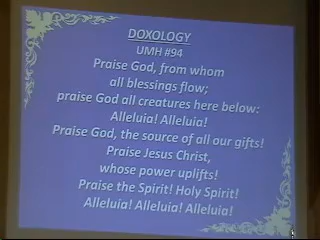 DOXOLOGY
UMH #94
Praise God, from whom
all blessings flow;
praise God all creatures here below:
Alleluia! Alleluia!
Praise God, the source of all our gifts!
Praise Jesus Christ,
whose power uplifts!
Praise the Spirit! Holy Spirit!
Alleluia! Alleluia! Alleluia!